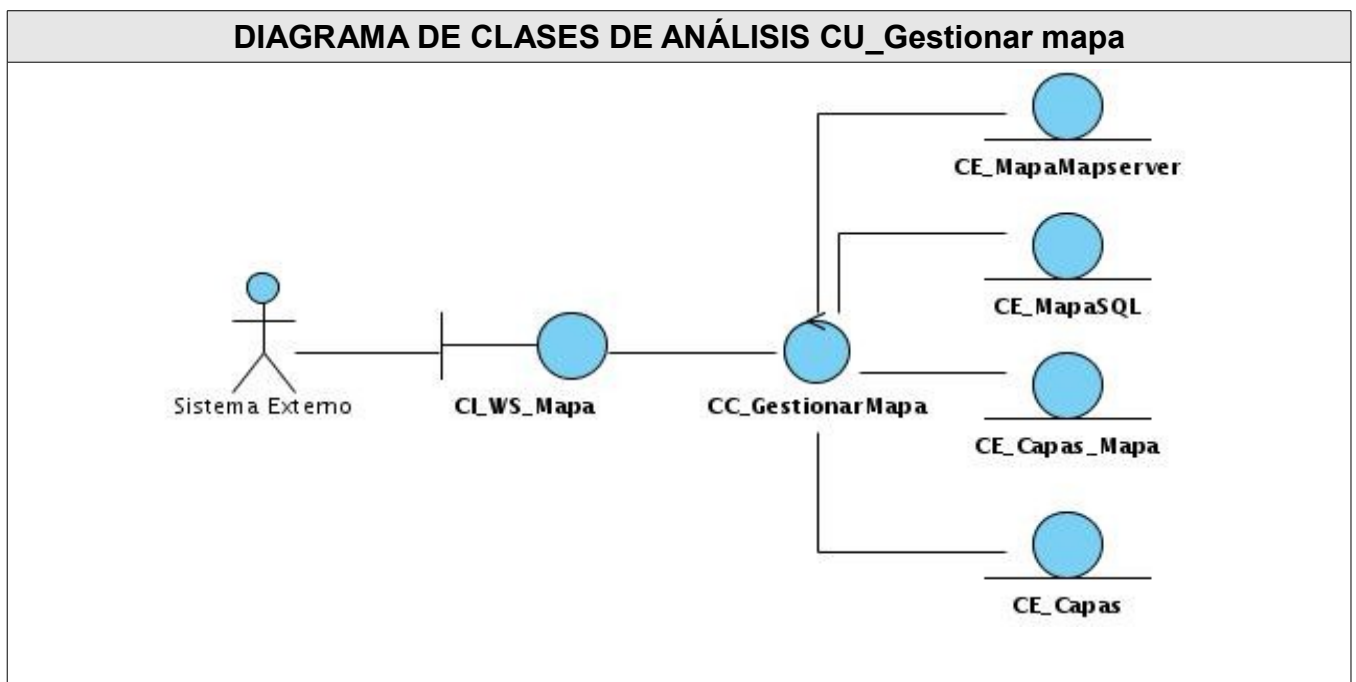 DIAGRAMA DE CLASES DE ANÁLISIS CU_Gestionar mapa
CE_MapaMapserver
CE_MapaSQL
Sistema Externo
CI_WS_Mapa
CC_GestionarMapa
CE_Capas_Mapa
CE_Capas